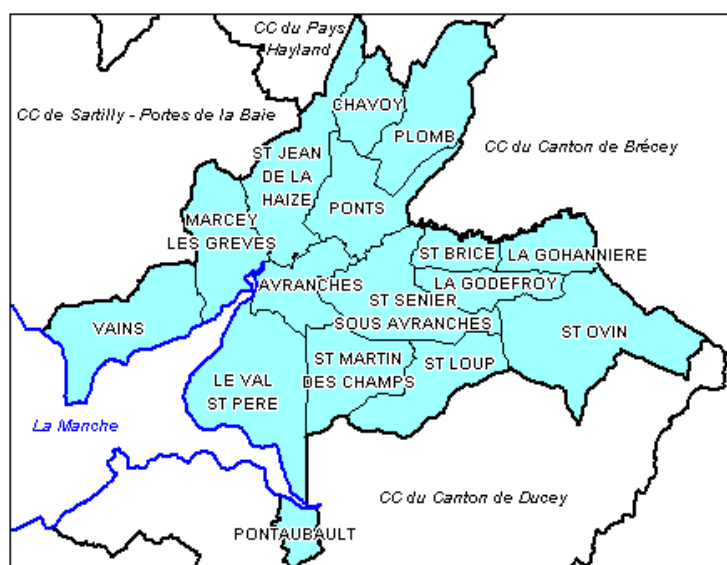 CC du Pays
Hayland
CC de Sartilly - Portes de la Baie
CHAVOY
PLOMB
CC du Canton de Brécey
ST JEAN
DE LA
HAIZE
PONTS
MARCEY
LES GREVES
ST BRICE
LA GOHANNIERE
AVRANCHES
LA GODEFROY
ST SENIER
SOUS AVRANCHES
VAINS
ST OVIN
ST MARTIN
DES CHAMPS
ST LOUP
LE VAL
ST PERE
La Manche
CC du Canton de Ducey
PONTAUBAULT